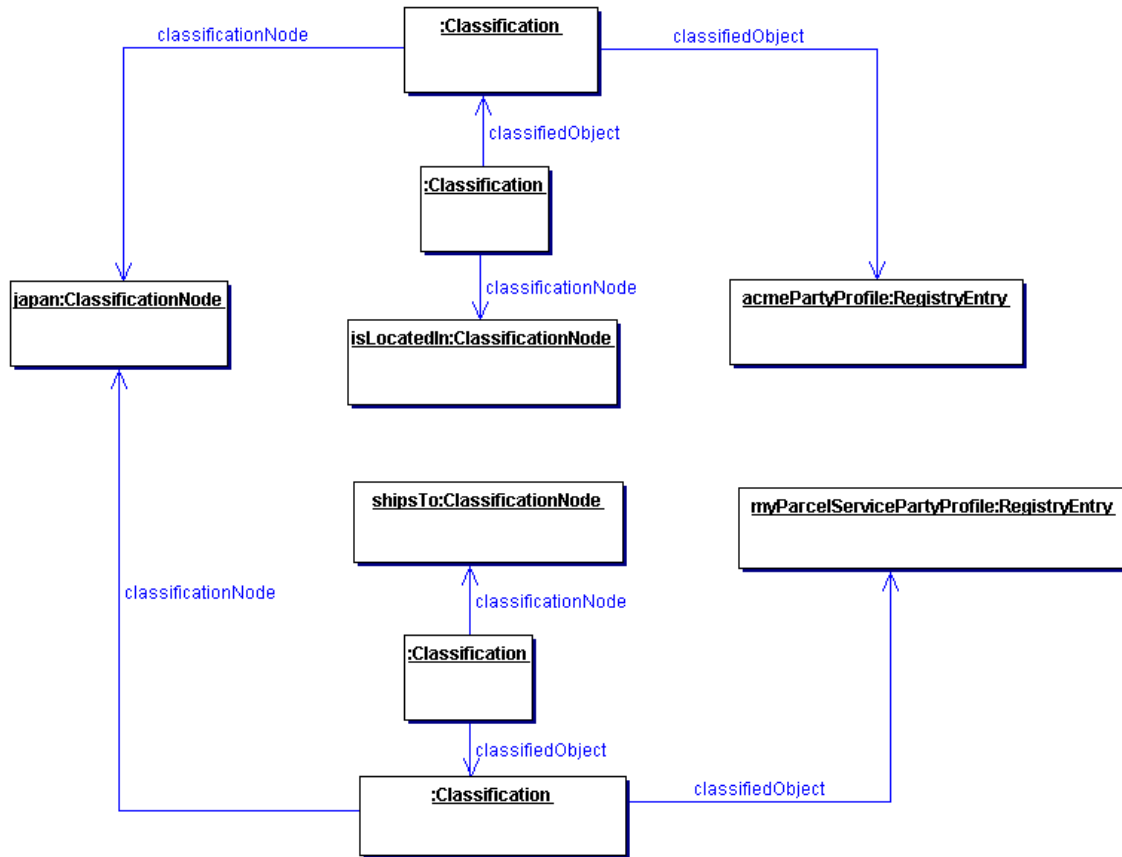 :Classification
classificationNode
classifiedObject
classifiedObject
:Classification
classificationNode
japan:ClassificationNode
acmePartyProfile:RegistryEntry
isLocatedIn:ClassificationNode
shipsTo:ClassificationNode
myParcelServicePartyProfile:RegistryEntry
classificationNode
classificationNode
:Classification
classifiedObject
classifiedObject
:Classification